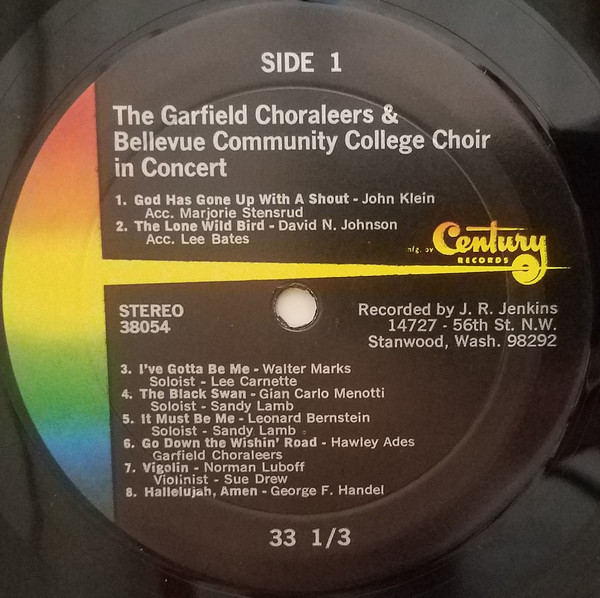 SIDE 1
The Garfield Choraleers &
Bellevue Community College Choir
in Concert
1. God Has Gone Up With A Shout - John Klein
Acc. Marjorie Stensrud
2. The Lone Wild Bird - David N. Johnson
Acc. Lee Bates
mfg. by Century
RECORDS
STEREO
38054
Recorded by J. R. Jenkins
14727 - 56th St. N.W.
Stanwood, Wash. 98292
3. I've Gotta Be Me - Walter Marks
Soloist - Lee Carnette
4. The Black Swan - Gian Carlo Menotti
Soloist - Sandy Lamb
5. It Must Be Me - Leonard Bernstein
Soloist - Sandy Lamb
6. Go Down the Wishin' Road - Hawley Ades
Garfield Choraleers
7. Vigolin - Norman Luboff
Violinist - Sue Drew
8. Hallelujah, Amen - George F. Handel
33 1/3